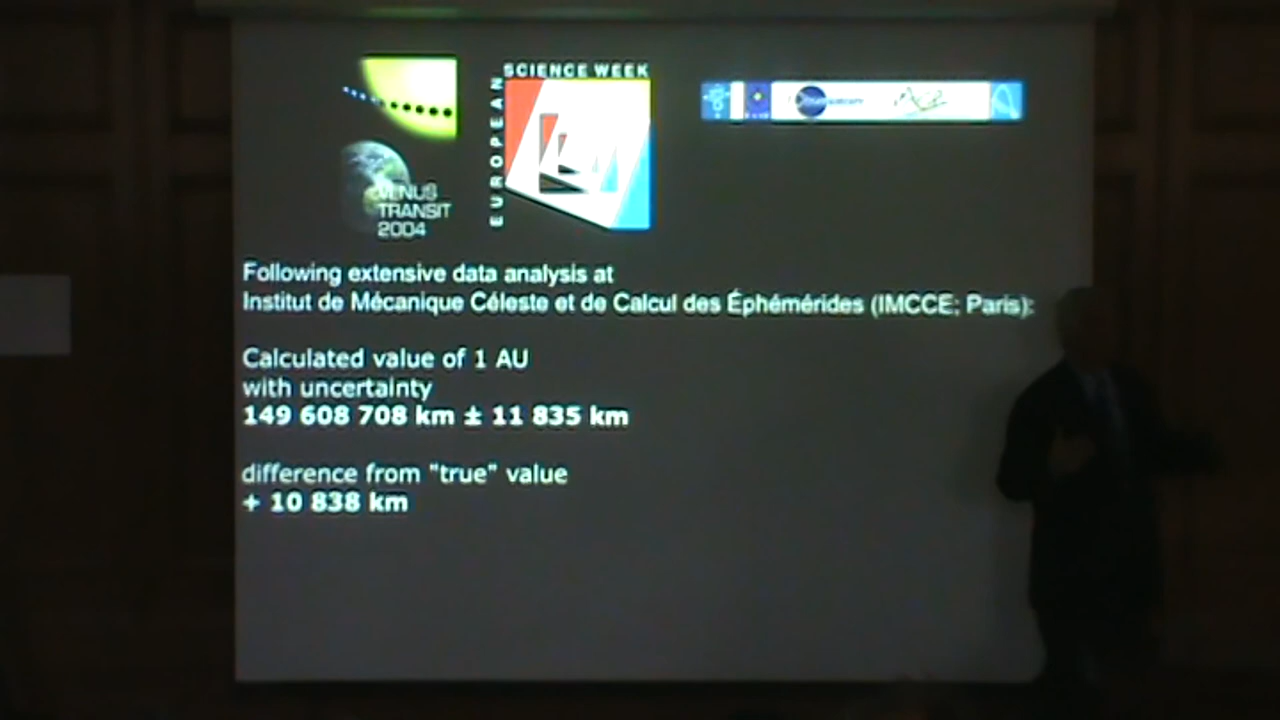 SCIENCE WEEK
EUROPEAN
VENUS
TRANSIT
2004
Following extensive data analysis at
Institut de Mécanique Céleste et de Calcul des Éphémérides (IMCCE; Paris):
Calculated value of 1 AU
with uncertainty
149 608 708 km ± 11 835 km
difference from "true" value
+ 10 838 km